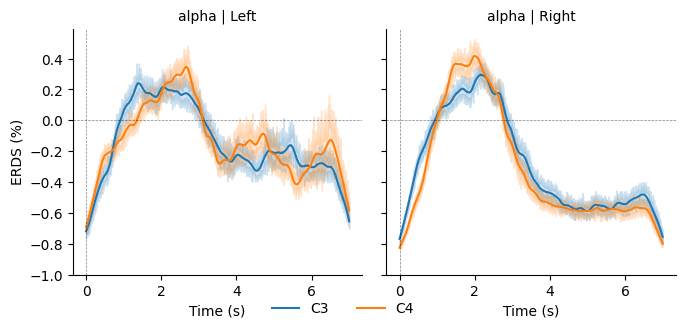 alpha | Left
alpha | Right
ERDS (%)
0.4
0.2
0.0
−0.2
−0.4
−0.6
−0.8
−1.0
0 2 4 6
0 2 4 6
Time (s)
Time (s)
C3 C4